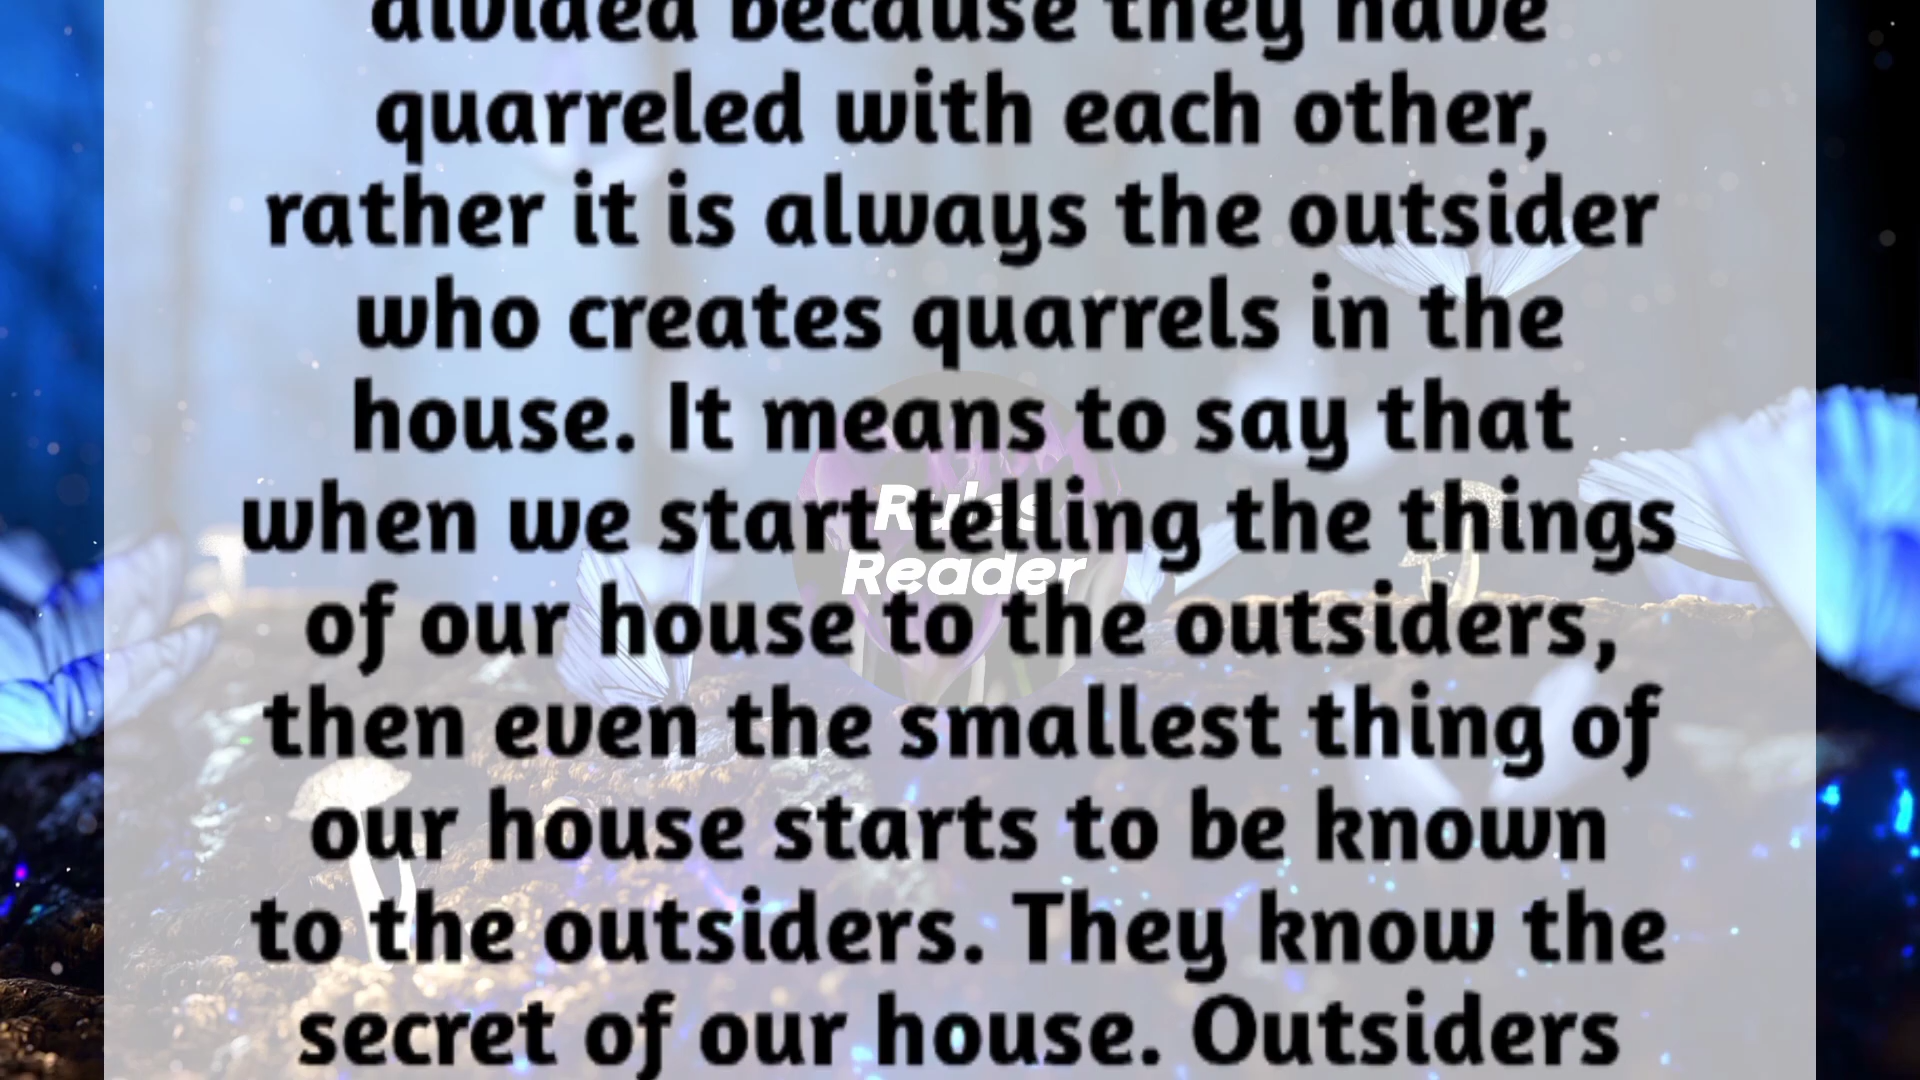 divided because they have
quarreled with each other,
rather it is always the outsider
who creates quarrels in the
house. It means to say that
when we start telling the things
of our house to the outsiders,
then even the smallest thing of
our house starts to be known
to the outsiders. They know the
secret of our house. Outsiders
Rules
Reader